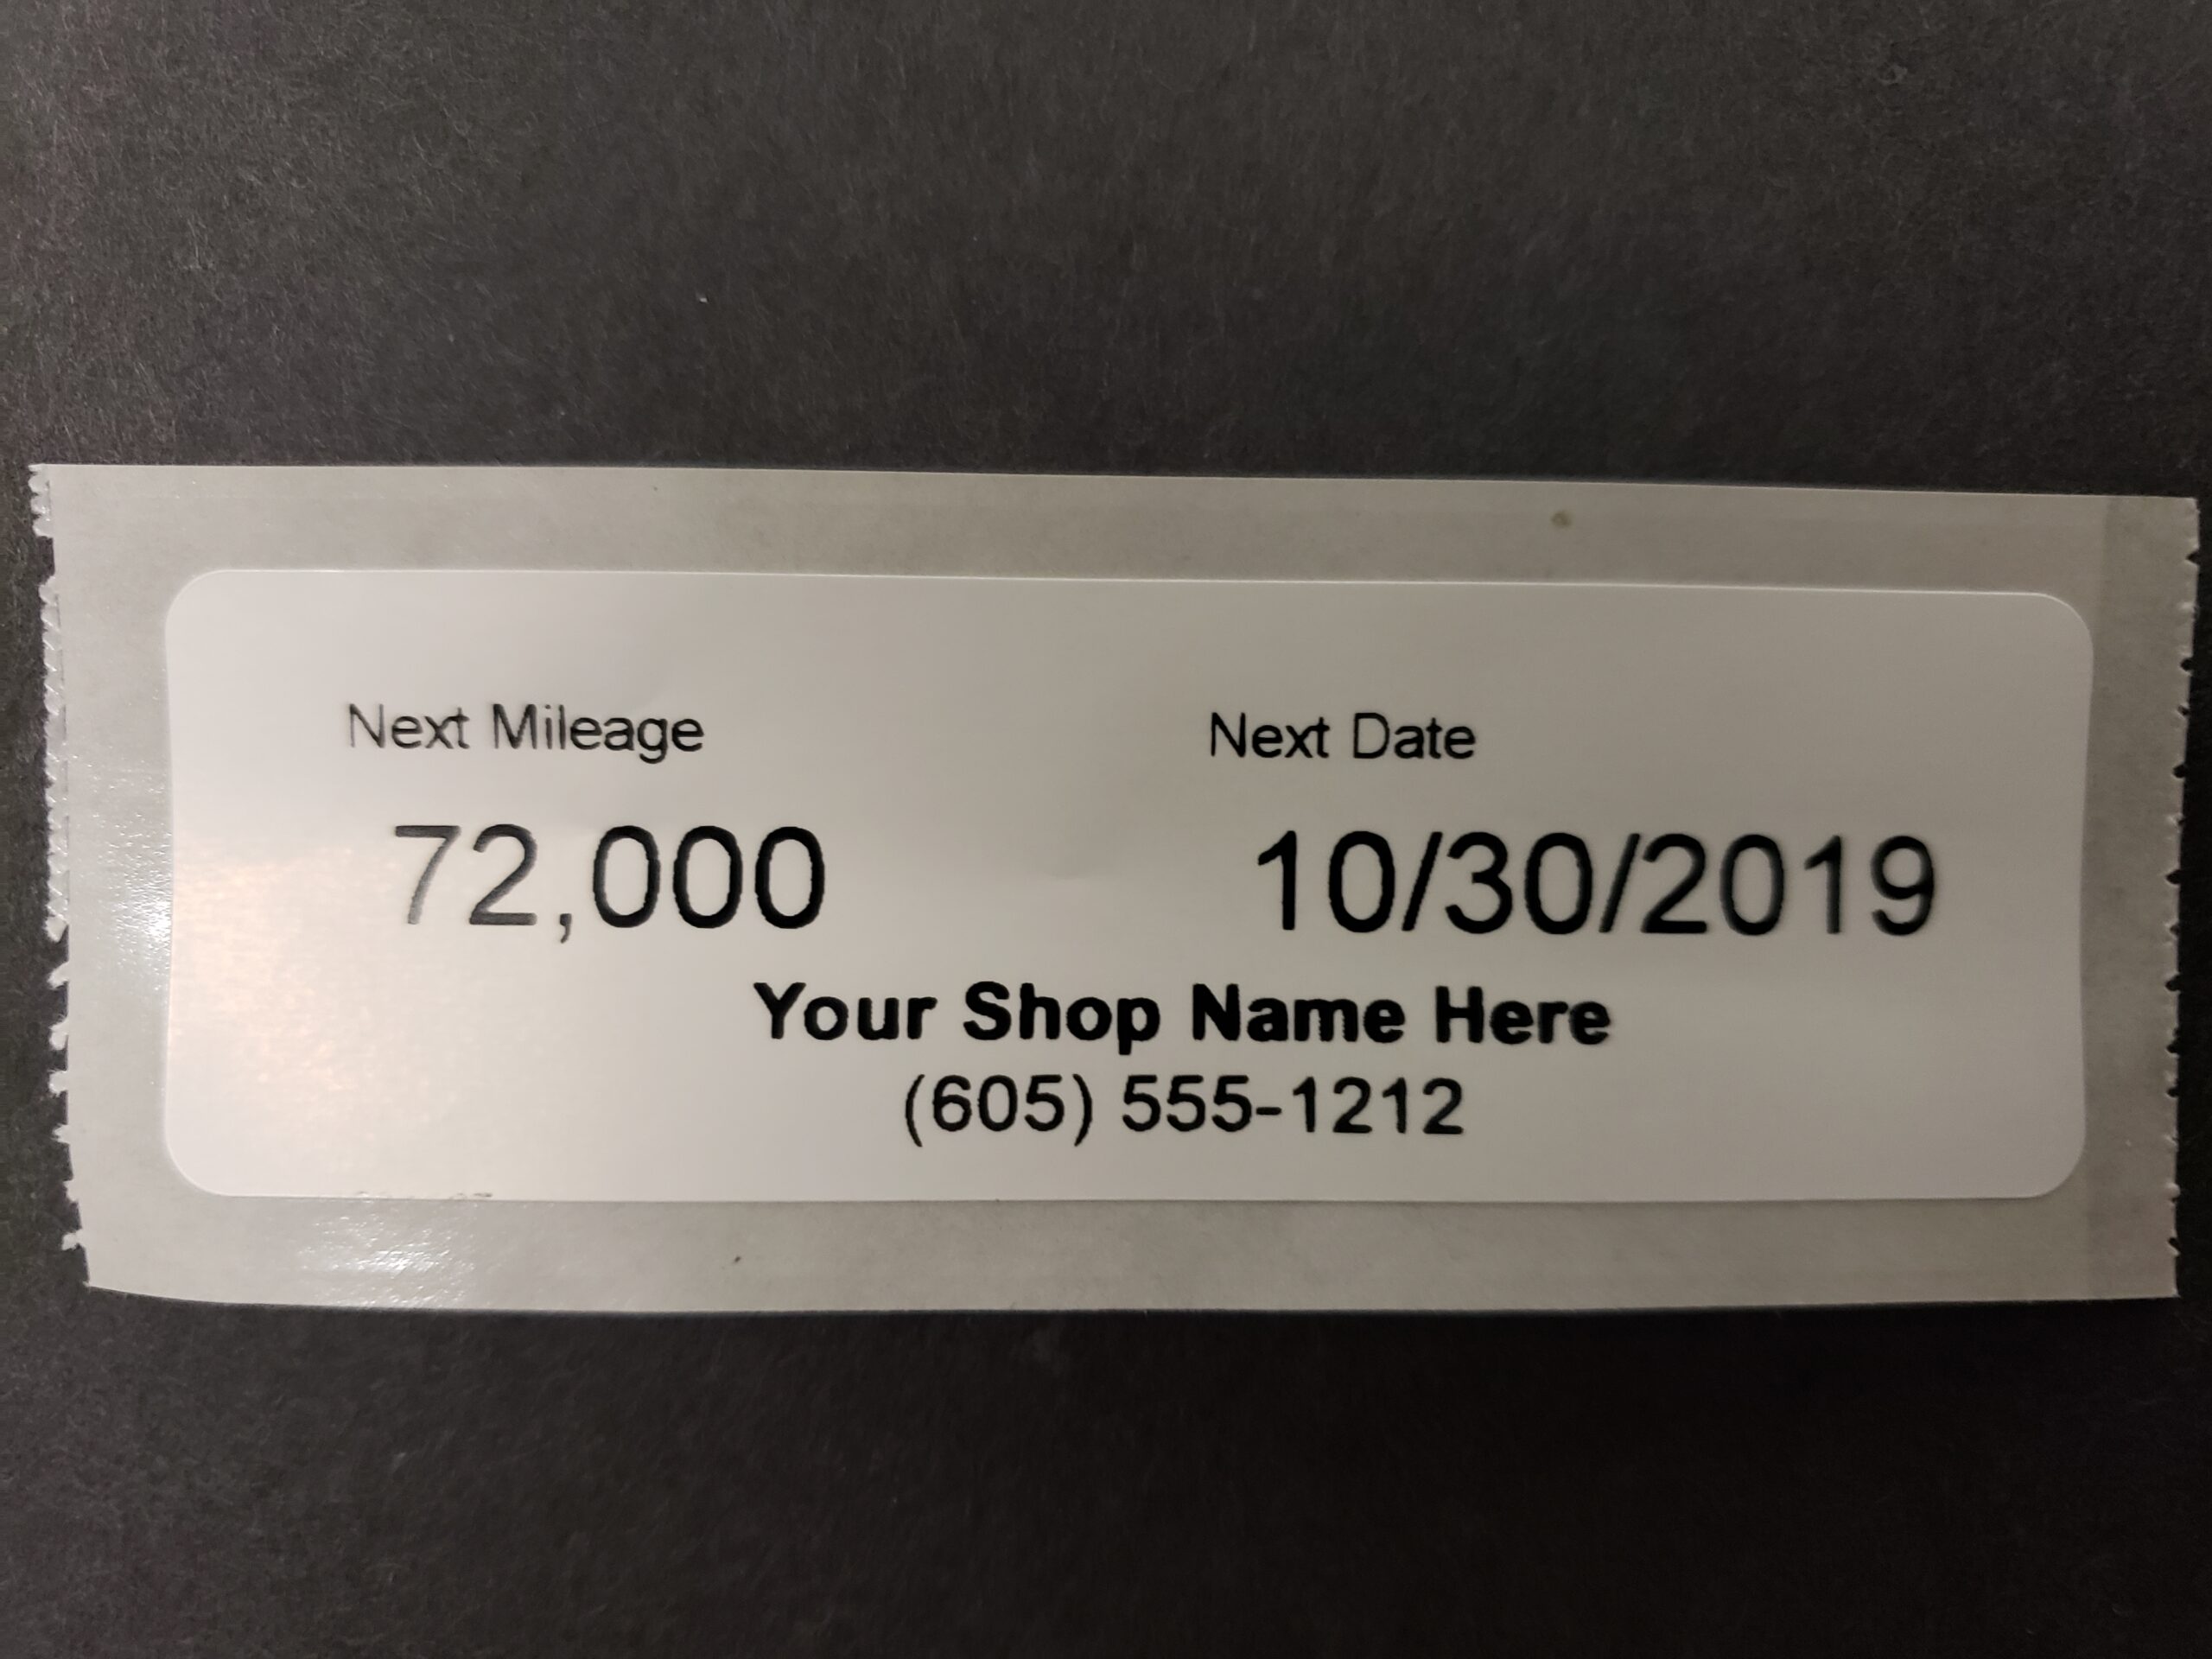 Next Mileage Next Date
72,000 10/30/2019
Your Shop Name Here
(605) 555-1212